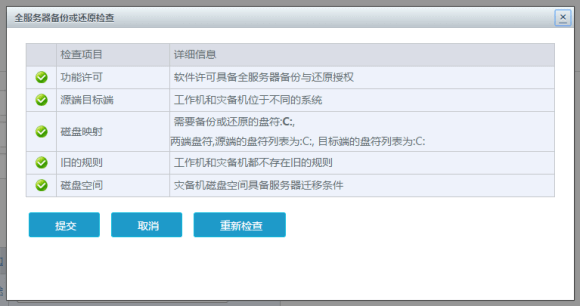 全服务器备份或还原检查
检查项目 详细信息
功能许可 软件许可具备全服务器备份与还原授权
源端目标端 工作机和灾备机位于不同的系统
磁盘映射 需要备份或还原的盘符:C:,
两端盘符,源端的盘符列表为:C:, 目标端的盘符列表为:C:
旧的规则 工作机和灾备机都不存在旧的规则
磁盘空间 灾备机磁盘空间具备服务器迁移条件
提交 取消 重新检查